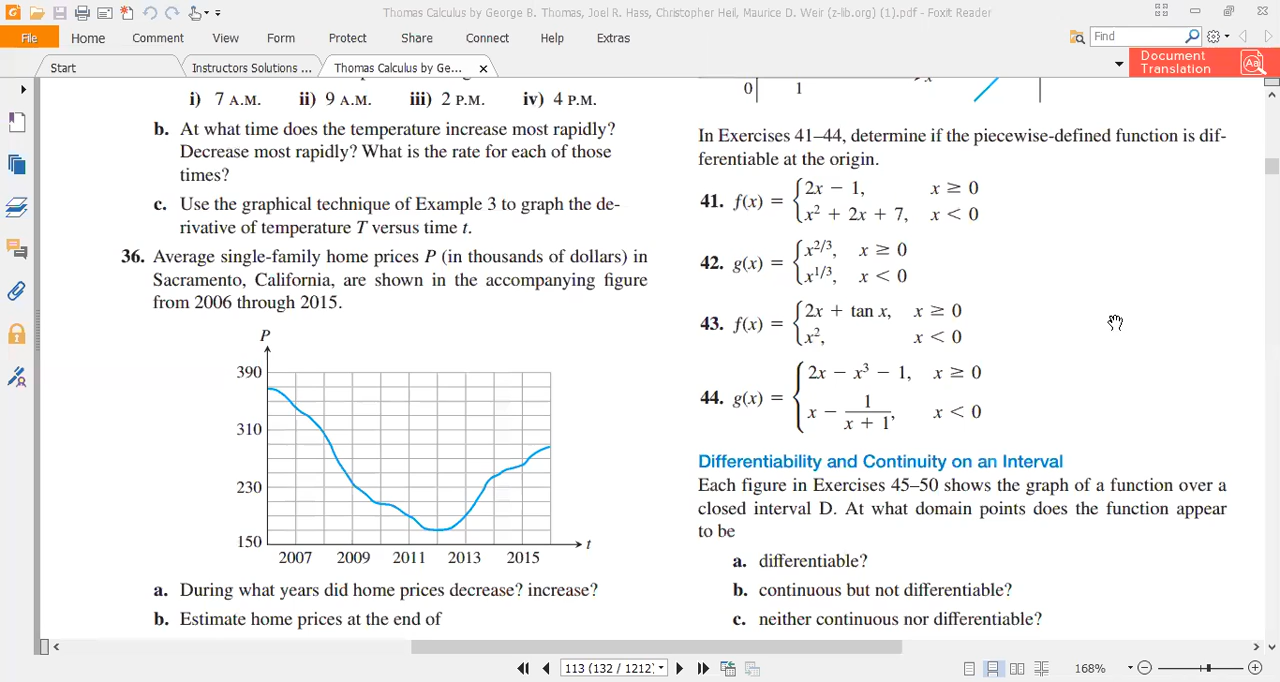 Thomas Calculus by George B. Thomas, Joel R. Hass, Christopher Heil, Maurice D. Weir (z-lib.org) (1).pdf - Foxit Reader
File Home Comment View Form Protect Share Connect Help Extras
Find
Start
Instructors Solutions ...
Thomas Calculus by Ge...
Document Translation
i) 7 A.M. ii) 9 A.M. iii) 2 P.M. iv) 4 P.M.
b. At what time does the temperature increase most rapidly?
Decrease most rapidly? What is the rate for each of those
times?
c. Use the graphical technique of Example 3 to graph the de-
rivative of temperature T versus time t.
36. Average single-family home prices P (in thousands of dollars) in
Sacramento, California, are shown in the accompanying figure
from 2006 through 2015.
P
390
310
230
150
2007 2009 2011 2013 2015
t
a. During what years did home prices decrease? increase?
b. Estimate home prices at the end of
0 1
x
In Exercises 41–44, determine if the piecewise-defined function is dif-
ferentiable at the origin.
41. f(x) = { 2x − 1, x ≥ 0
x² + 2x + 7, x < 0
42. g(x) = { x^2/3, x ≥ 0
x^1/3, x < 0
43. f(x) = { 2x + tan x, x ≥ 0
x², x < 0
44. g(x) = { 2x − x³ − 1, x ≥ 0
x − 1/(x + 1), x < 0
Differentiability and Continuity on an Interval
Each figure in Exercises 45–50 shows the graph of a function over a
closed interval D. At what domain points does the function appear
to be
a. differentiable?
b. continuous but not differentiable?
c. neither continuous nor differentiable?
113 (132 / 1212)
168%